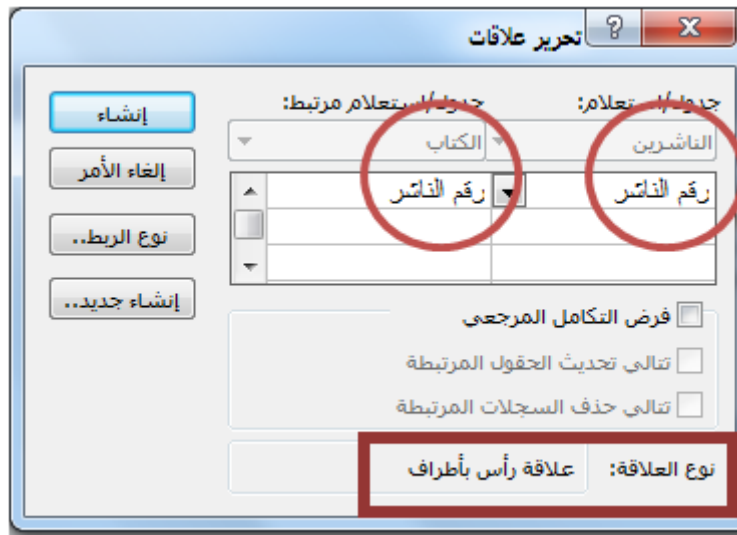 تحرير علاقات
جدول/استعلام: جدول/استعلام مرتبط:
الناشرين الكتاب
رقم الناشر رقم الناشر
فرض التكامل المرجعي
تتالي تحديث الحقول المرتبطة
تتالي حذف السجلات المرتبطة
نوع العلاقة: علاقة رأس بأطراف
إنشاء
إلغاء الأمر
نوع الربط..
إنشاء جديد..